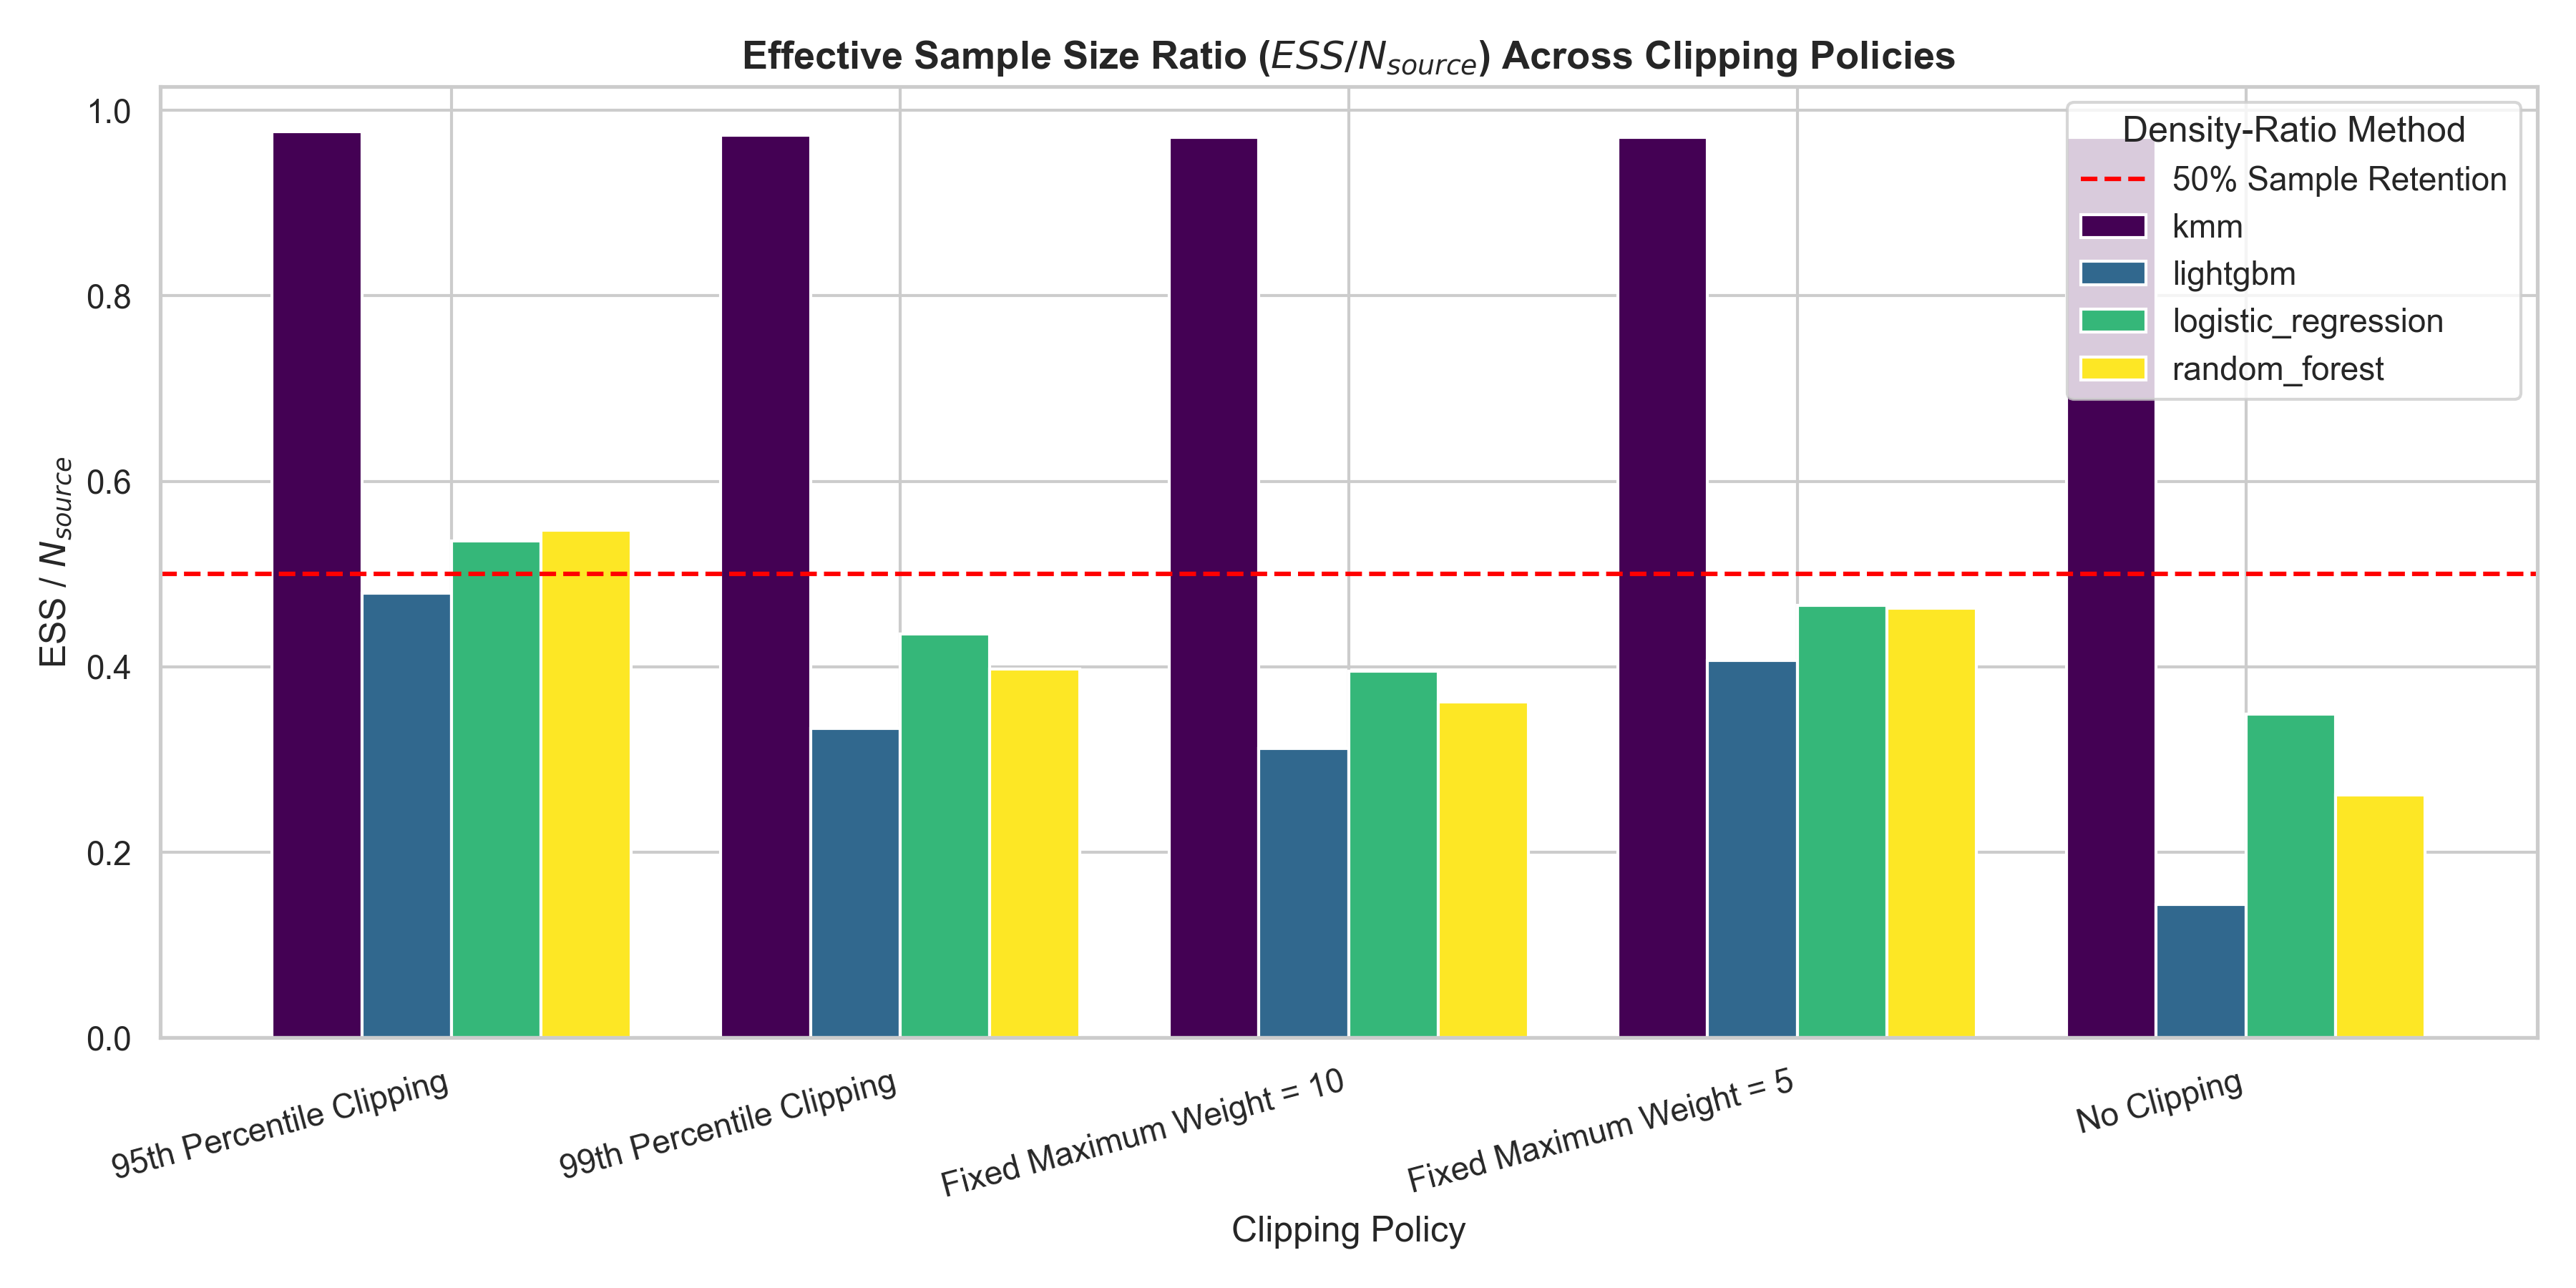 Effective Sample Size Ratio (ESS/N_source) Across Clipping Policies
Density-Ratio Method
50% Sample Retention
kmm
lightgbm
logistic_regression
random_forest
ESS / N_source
1.0
0.8
0.6
0.4
0.2
0.0
95th Percentile Clipping
99th Percentile Clipping
Fixed Maximum Weight = 10
Fixed Maximum Weight = 5
No Clipping
Clipping Policy